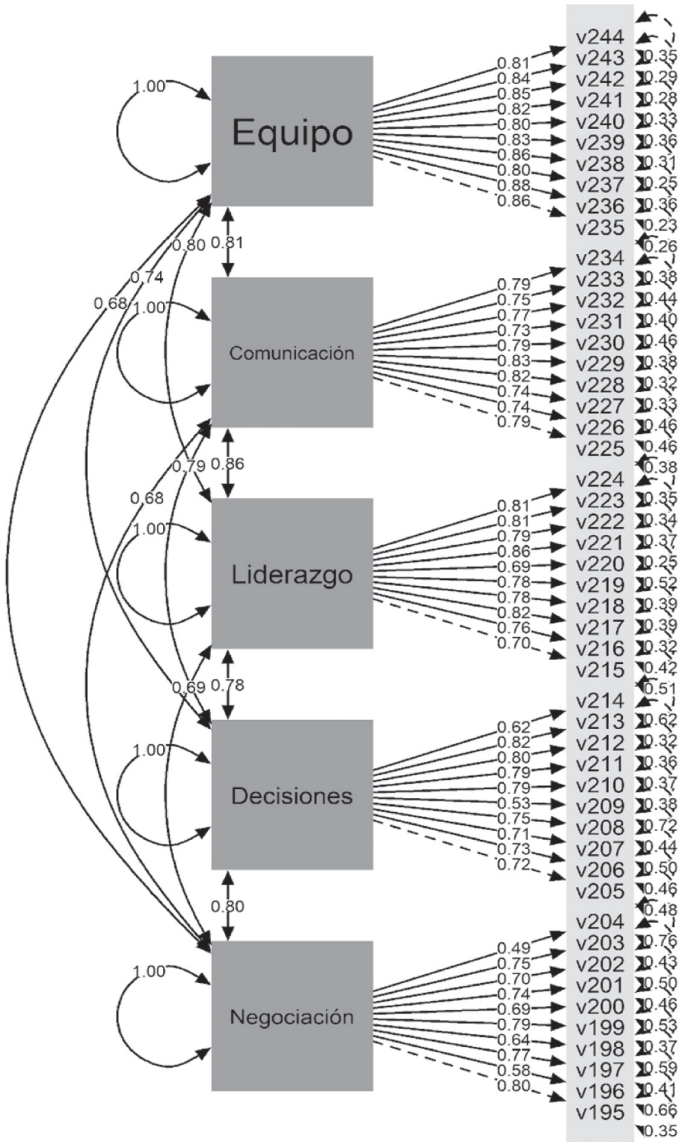 1.00
Equipo
0.81
0.84
0.85
0.82
0.80
0.83
0.86
0.80
0.88
0.86
v244
v243
v242
v241
v240
v239
v238
v237
v236
v235
0.35
0.29
0.28
0.33
0.36
0.31
0.25
0.36
0.23
0.26
0.80
0.81
0.74
0.68
1.00
Comunicación
0.79
0.75
0.77
0.73
0.79
0.83
0.82
0.74
0.74
0.79
v234
v233
v232
v231
v230
v229
v228
v227
v226
v225
0.38
0.44
0.40
0.46
0.38
0.32
0.33
0.46
0.46
0.38
0.79
0.86
0.68
1.00
Liderazgo
0.81
0.81
0.79
0.86
0.69
0.78
0.78
0.82
0.76
0.70
v224
v223
v222
v221
v220
v219
v218
v217
v216
v215
0.35
0.34
0.37
0.25
0.52
0.39
0.39
0.32
0.42
0.51
0.69
0.78
1.00
Decisiones
0.62
0.82
0.80
0.79
0.79
0.53
0.75
0.71
0.73
0.72
v214
v213
v212
v211
v210
v209
v208
v207
v206
v205
0.62
0.32
0.36
0.37
0.38
0.72
0.44
0.50
0.46
0.48
0.80
1.00
Negociación
0.49
0.75
0.70
0.74
0.69
0.79
0.64
0.77
0.58
0.80
v204
v203
v202
v201
v200
v199
v198
v197
v196
v195
0.76
0.43
0.50
0.46
0.53
0.37
0.59
0.41
0.66
0.35